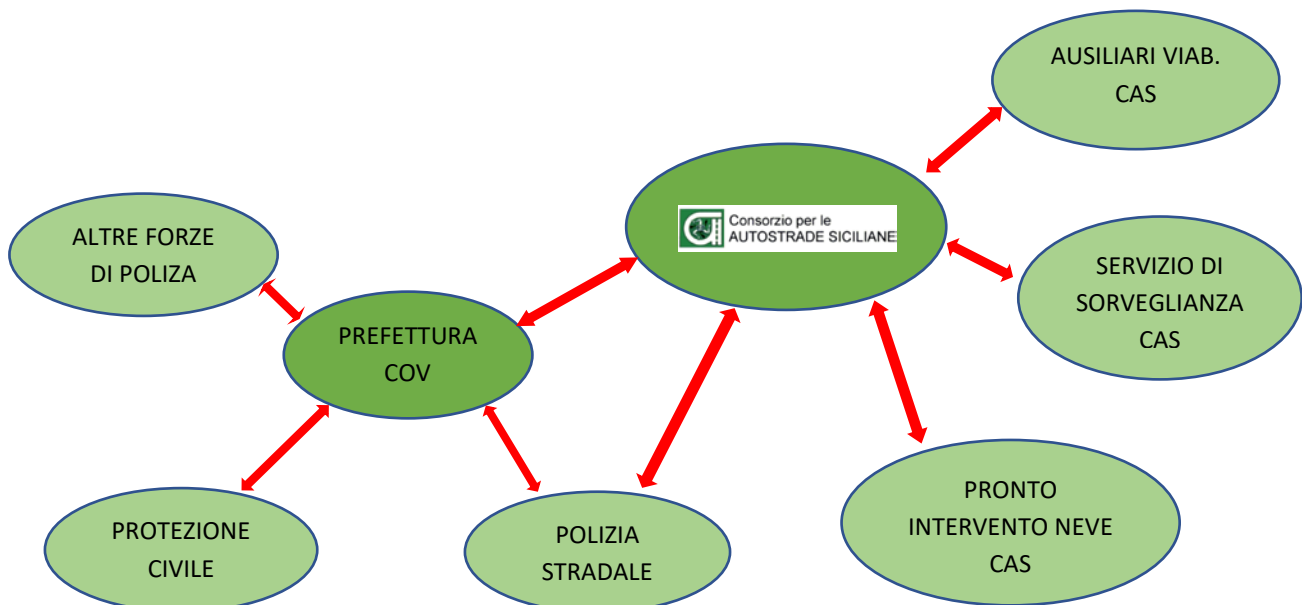 AUSILIARI VIAB.
CAS
Consorzio per le
AUTOSTRADE SICILIANE
ALTRE FORZE
DI POLIZA
SERVIZIO DI
SORVEGLIANZA
CAS
PREFETTURA
COV
PROTEZIONE
CIVILE
POLIZIA
STRADALE
PRONTO
INTERVENTO NEVE
CAS